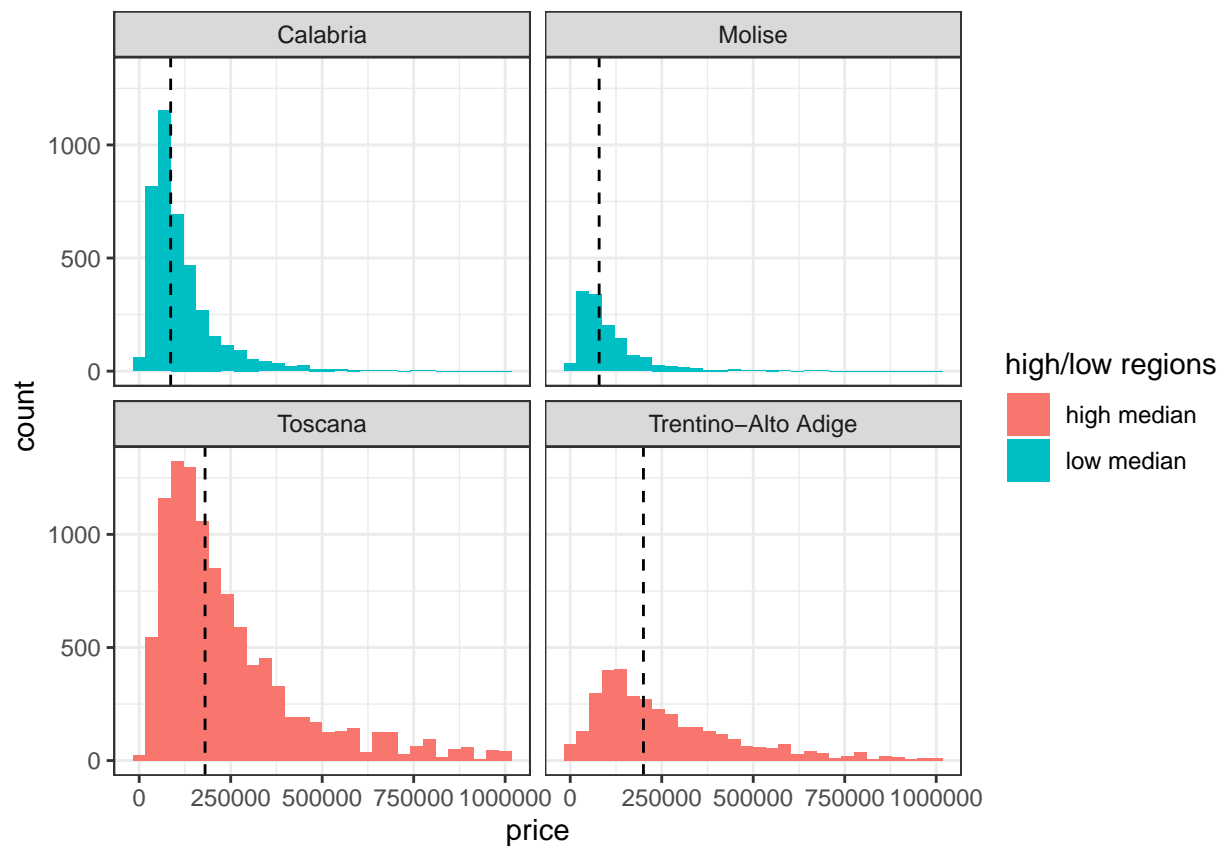 Calabria
Molise
1000
500
0
Toscana
Trentino−Alto Adige
1000
500
0
0
250000
500000
750000
1000000
0
250000
500000
750000
1000000
price
count
high/low regions
high median
low median